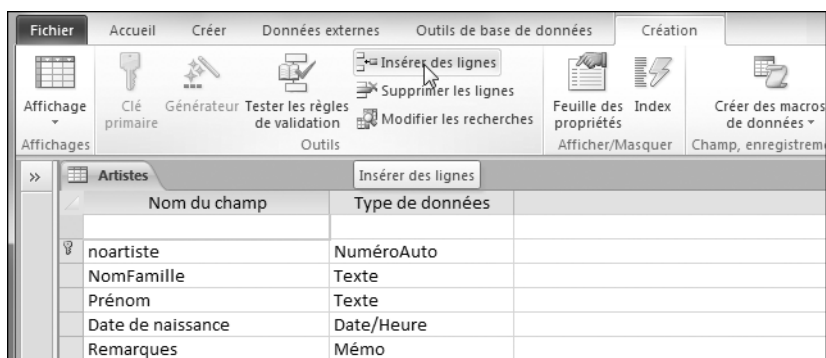 Fichier Accueil Créer Données externes Outils de base de données Création
Insérer des lignes
Supprimer les lignes
Modifier les recherches
Affichage
Clé primaire
Générateur
Tester les règles de validation
Feuille des propriétés
Index
Créer des macros de données
Affichages Outils Afficher/Masquer Champ, enregistrem
» Artistes Insérer des lignes
Nom du champ Type de données
noartiste NuméroAuto
NomFamille Texte
Prénom Texte
Date de naissance Date/Heure
Remarques Mémo